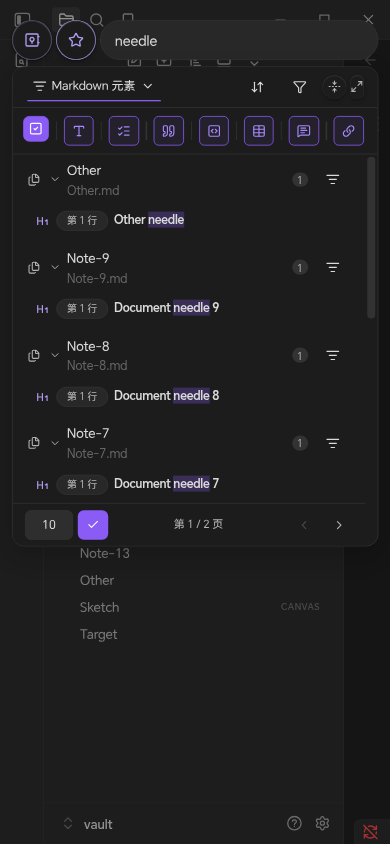 needle
Markdown 元素
Other
Other.md
1
H1 第 1 行 Other needle
Note-9
Note-9.md
1
H1 第 1 行 Document needle 9
Note-8
Note-8.md
1
H1 第 1 行 Document needle 8
Note-7
Note-7.md
1
H1 第 1 行 Document needle 7
10
第 1 / 2 页
Note-13
Other
Sketch CANVAS
Target
vault